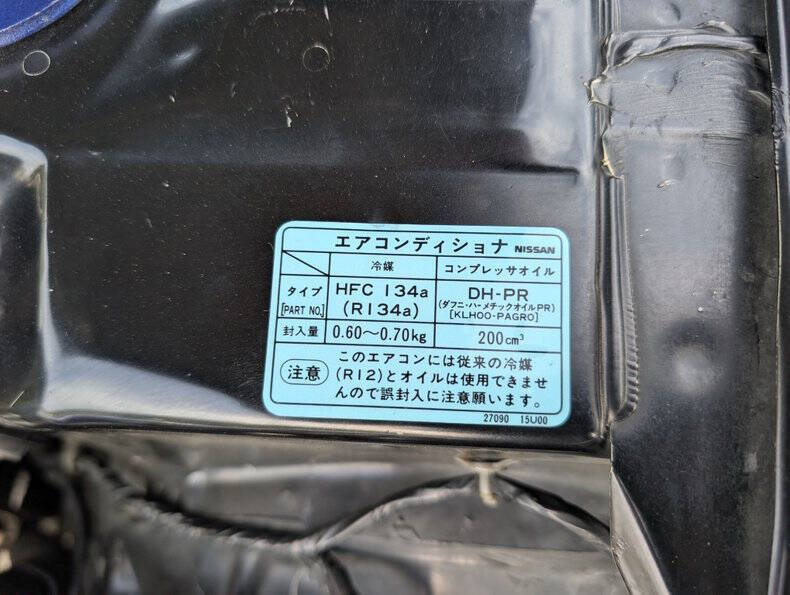 エアコンディショナ NISSAN
冷媒 コンプレッサオイル
タイプ [PART NO.] HFC 134a (R134a) DH-PR (ダフニ・ハーメチックオイルPR) [KLH00-PAGR0]
封入量 0.60～0.70kg 200cm³
注意 このエアコンには従来の冷媒
(R12)とオイルは使用できませ
んので誤封入に注意願います。
27090 15U00